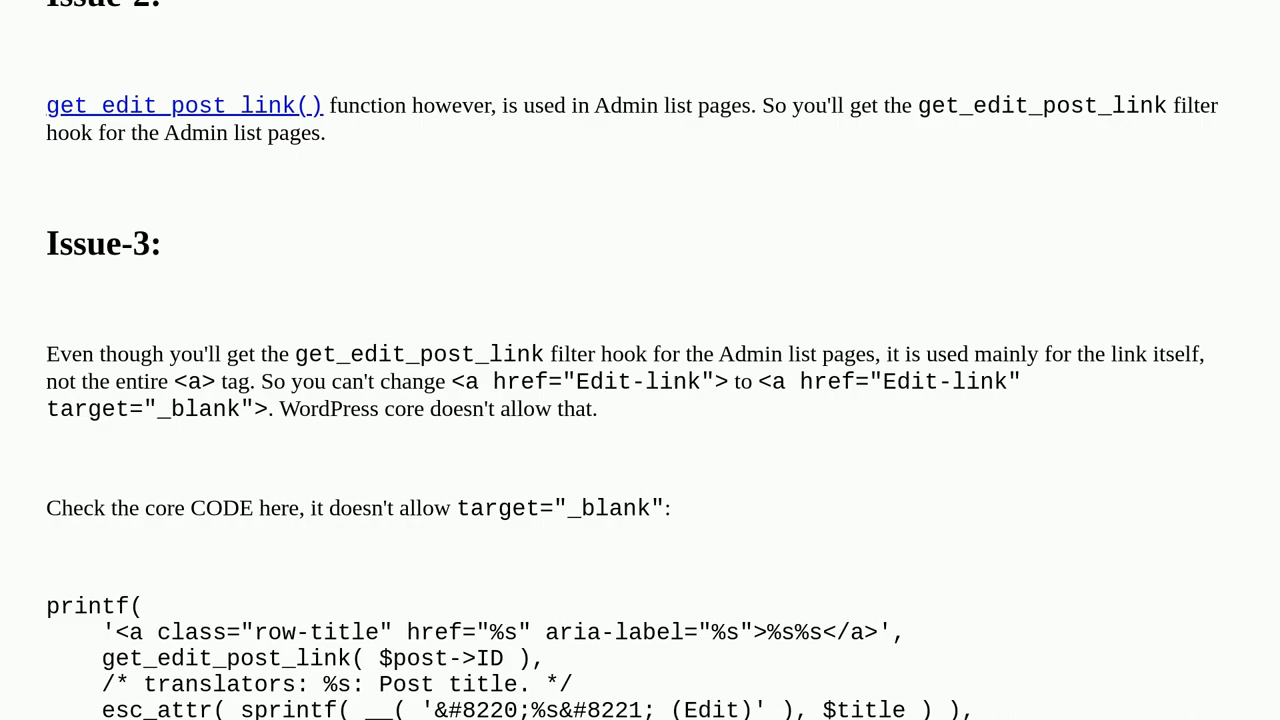 Issue-2:
get_edit_post_link() function however, is used in Admin list pages. So you'll get the get_edit_post_link filter
hook for the Admin list pages.
Issue-3:
Even though you'll get the get_edit_post_link filter hook for the Admin list pages, it is used mainly for the link itself,
not the entire <a> tag. So you can't change <a href="Edit-link"> to <a href="Edit-link"
target="_blank">. WordPress core doesn't allow that.
Check the core CODE here, it doesn't allow target="_blank":
printf(
    '<a class="row-title" href="%s" aria-label="%s">%s%s</a>',
    get_edit_post_link( $post->ID ),
    /* translators: %s: Post title. */
    esc_attr( sprintf( __( '&#8220;%s&#8221; (Edit)' ), $title ) ),